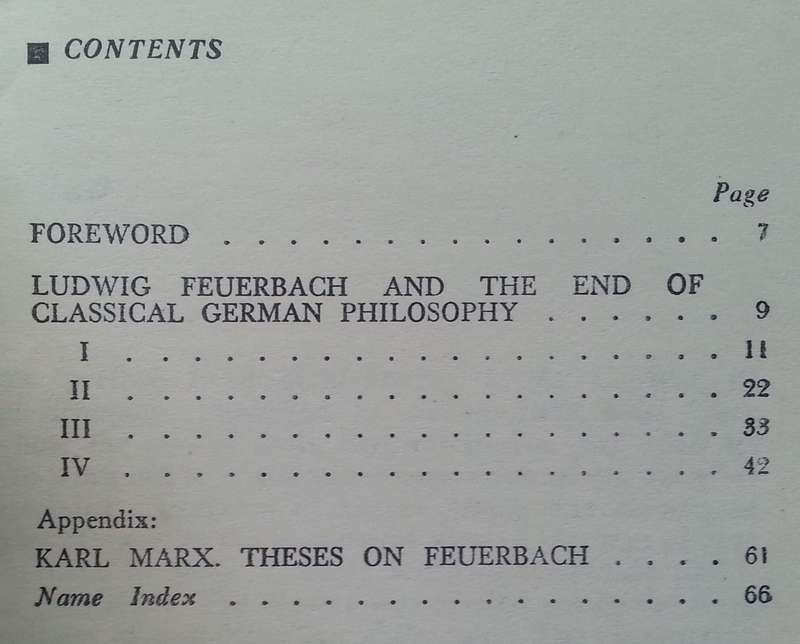 CONTENTS
Page
FOREWORD . . . . . . . . . . . . . . . . 7
LUDWIG FEUERBACH AND THE END OF
CLASSICAL GERMAN PHILOSOPHY . . . . . . 9
I . . . . . . . . . . . . . . . . . . . 11
II . . . . . . . . . . . . . . . . . . . 22
III . . . . . . . . . . . . . . . . . . . 33
IV . . . . . . . . . . . . . . . . . . . 42
Appendix:
KARL MARX. THESES ON FEUERBACH . . . . 61
Name Index . . . . . . . . . . . . . . . . 66